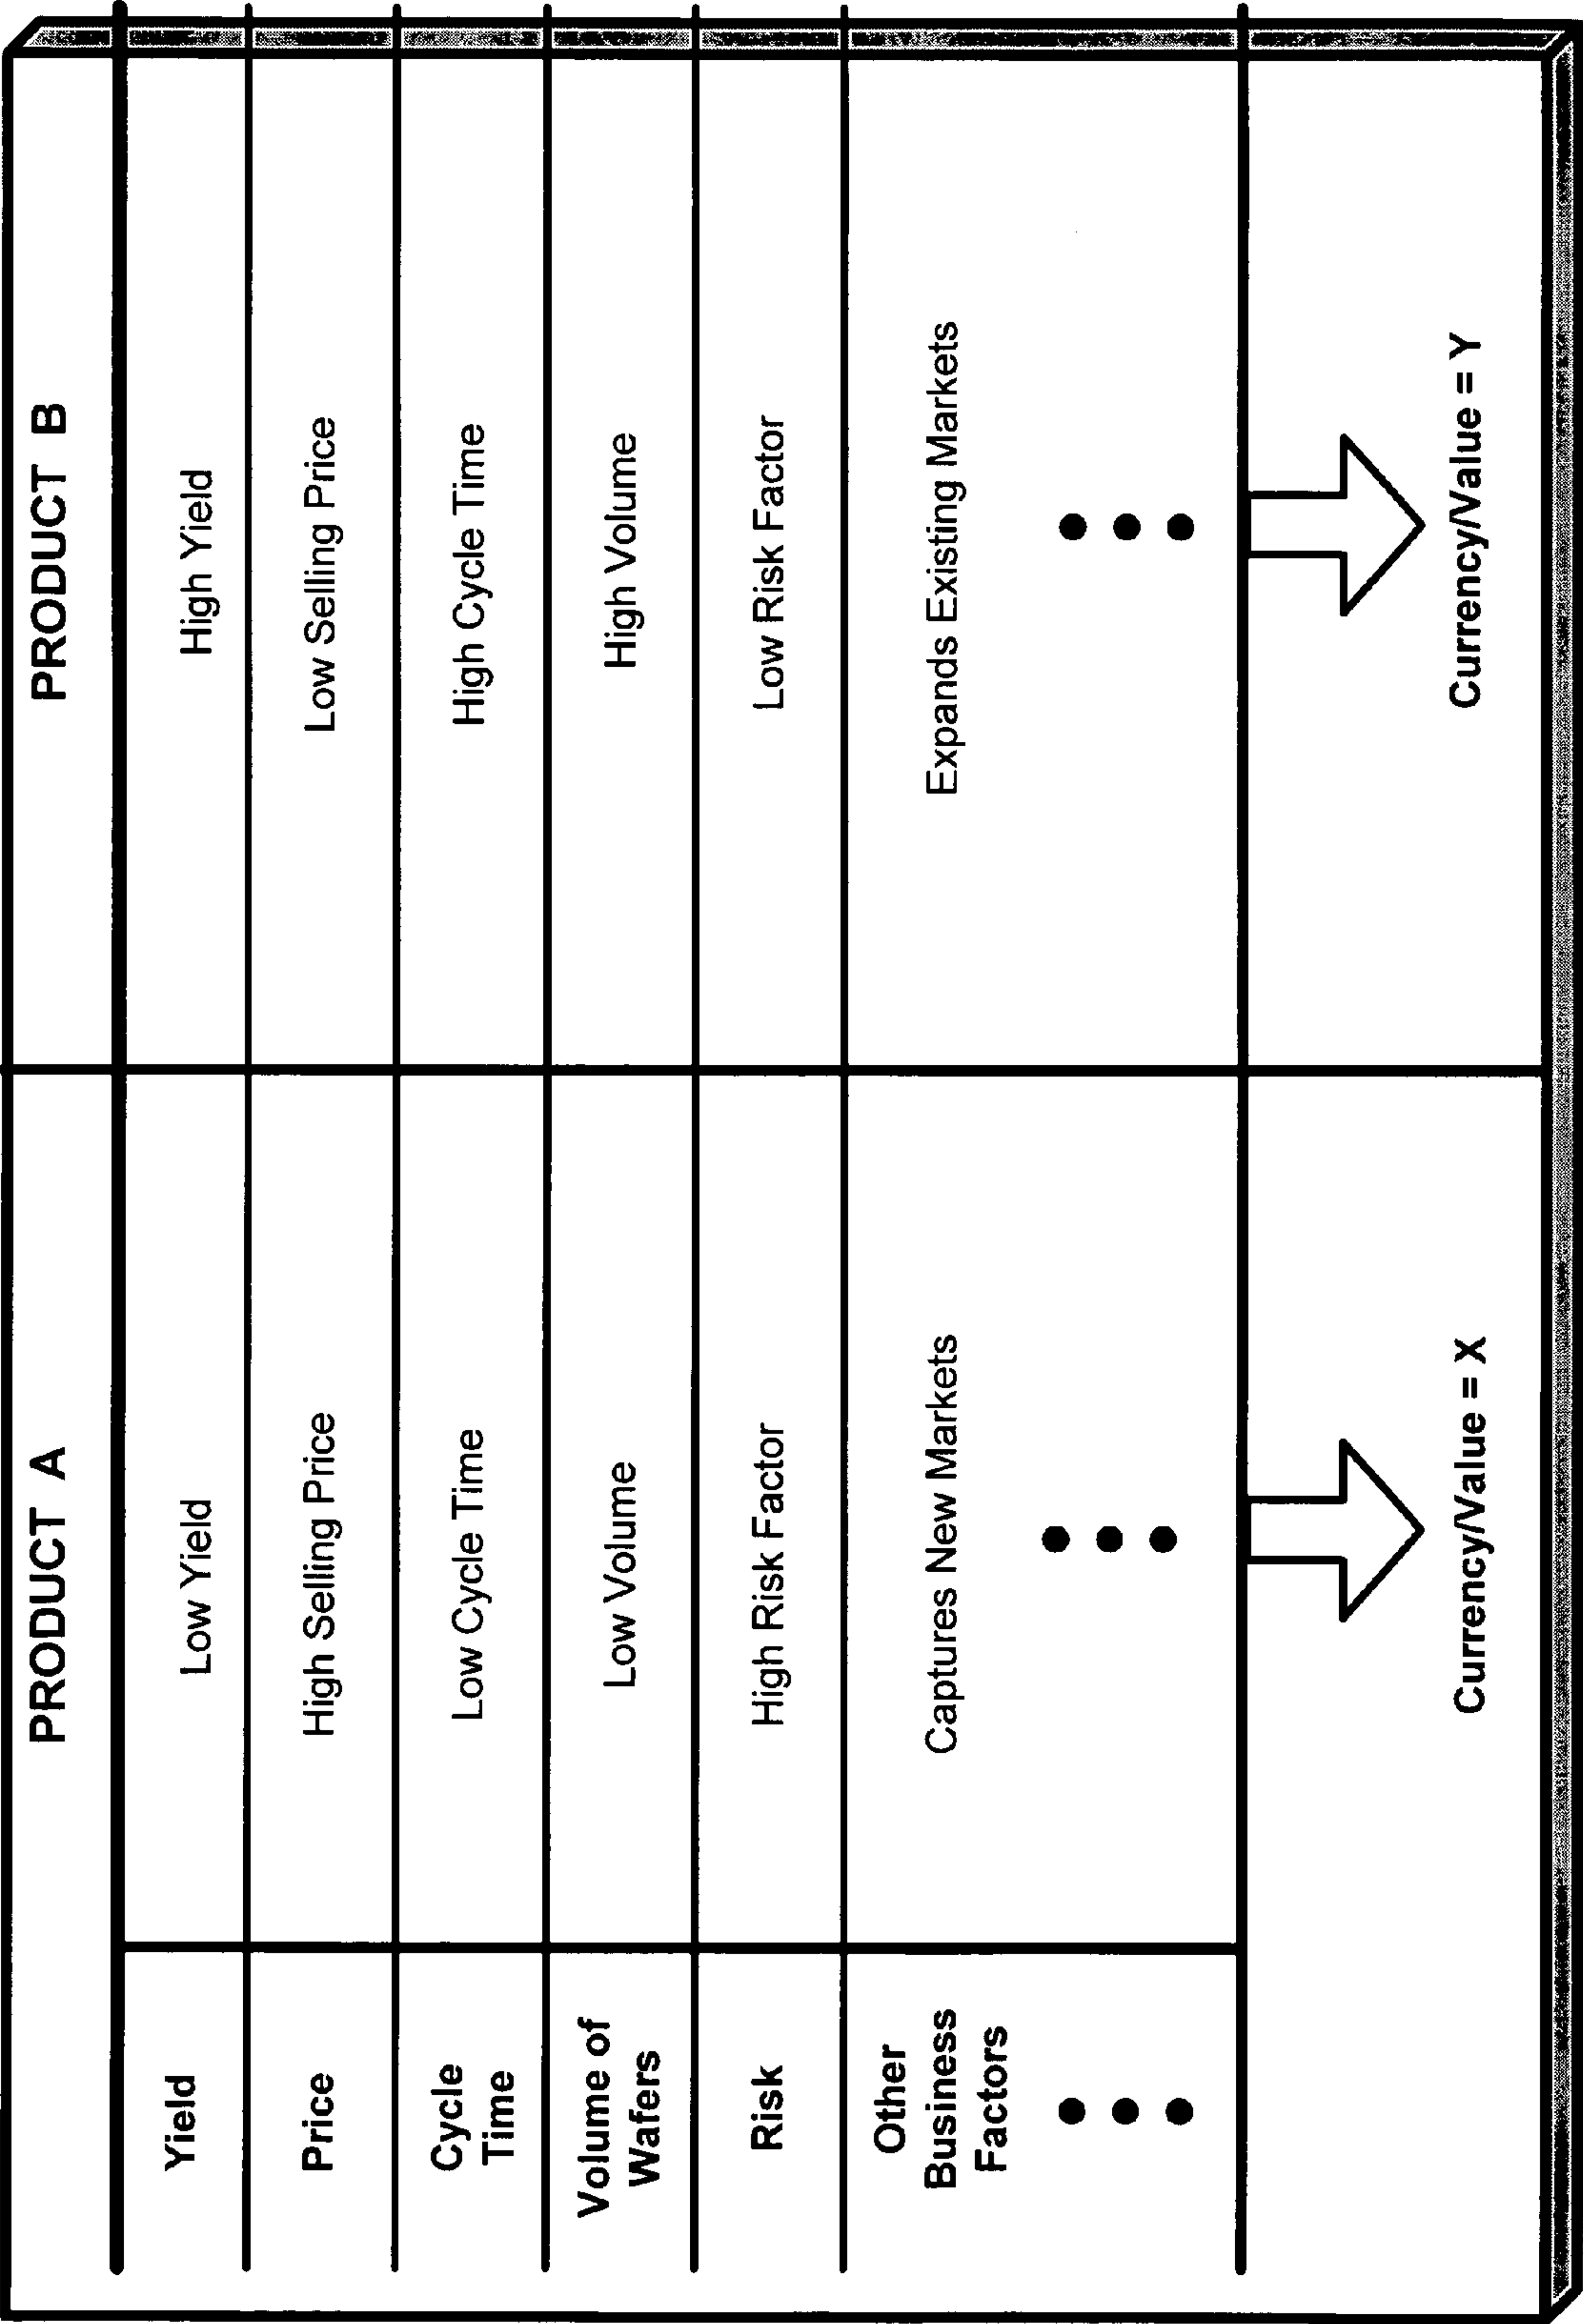 PRODUCT A
PRODUCT B
Yield
Low Yield
High Yield
Price
High Selling Price
Low Selling Price
Cycle
Time
Low Cycle Time
High Cycle Time
Volume of
Wafers
Low Volume
High Volume
Risk
High Risk Factor
Low Risk Factor
Other
Business
Factors
Captures New Markets
Expands Existing Markets
Currency/Value = X
Currency/Value = Y